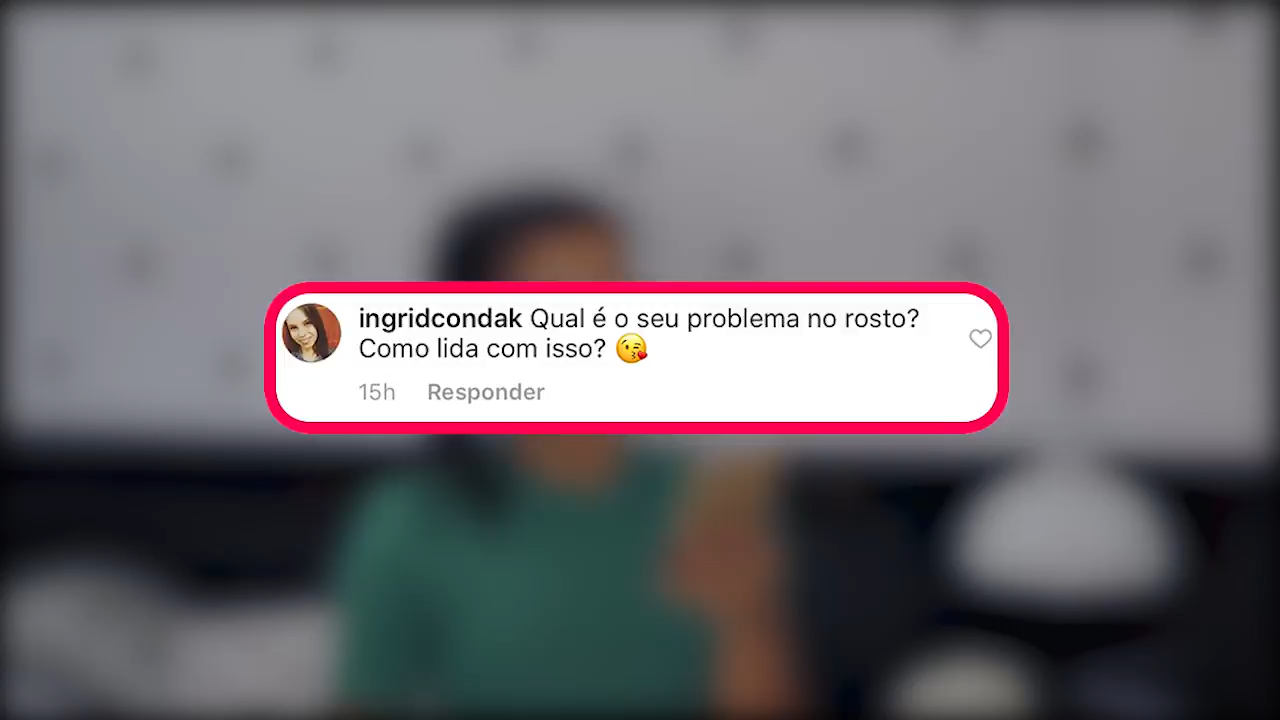 ingridcondak Qual é o seu problema no rosto?
Como lida com isso? 😘
15h Responder